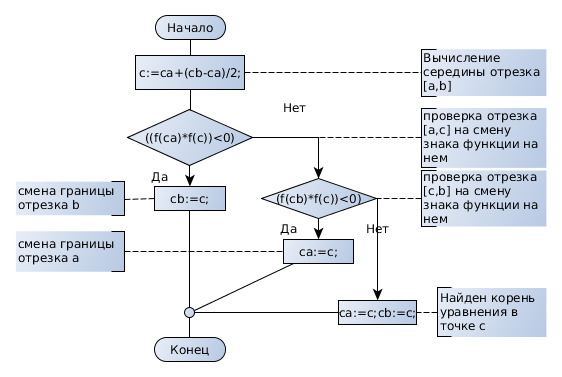 Начало
c:=ca+(cb-ca)/2;
Вычисление
середины отрезка
[a,b]
Нет
((f(ca)*f(c))<0)
проверка отрезка
[a,c] на смену
знака функции на
нем
Да
смена границы
отрезка b
cb:=c;
(f(cb)*f(c))<0)
проверка отрезка
[c,b] на смену
знака функции на
нем
Да
Нет
смена границы
отрезка a
ca:=c;
ca:=c;cb:=c;
Найден корень
уравнения в
точке c
Конец